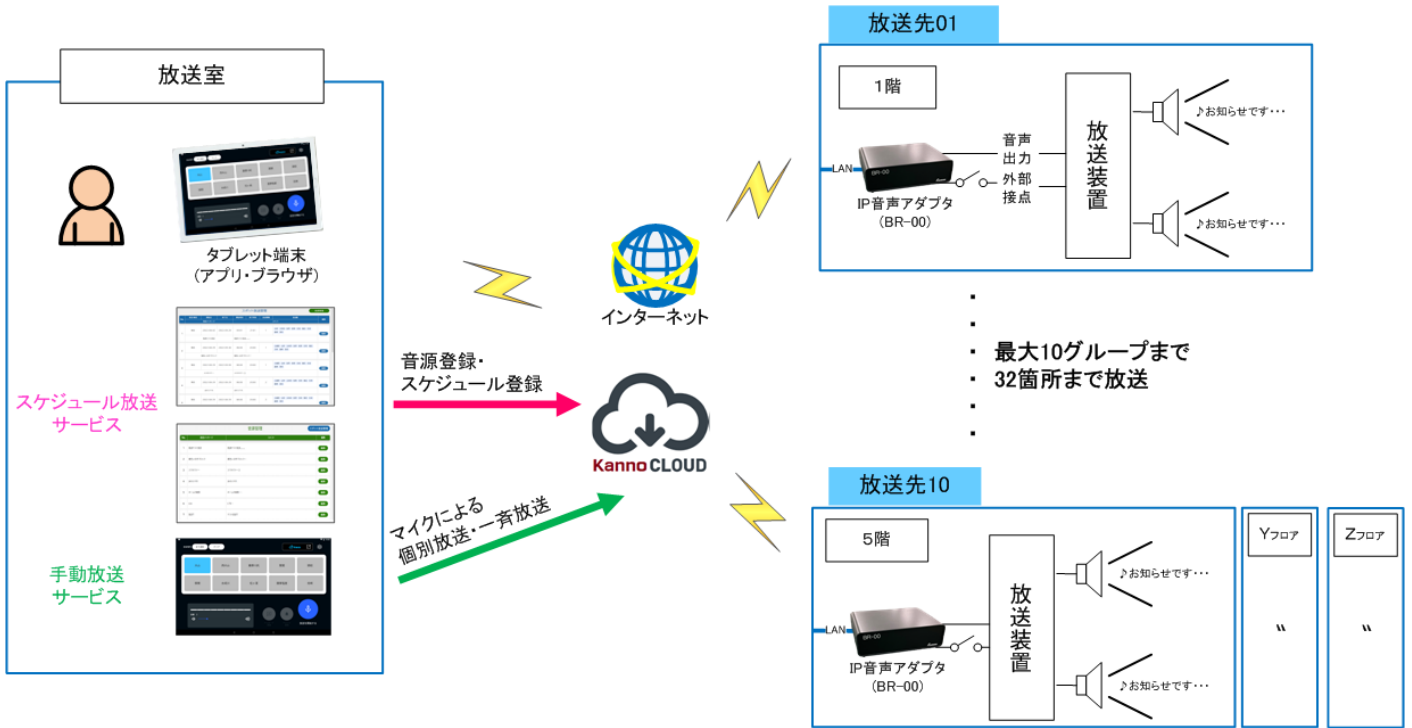 放送室
タブレット端末
(アプリ・ブラウザ)
スケジュール放送
サービス
手動放送
サービス
音源登録・
スケジュール登録
マイクによる
個別放送・一斉放送
インターネット
Kanno CLOUD
放送先01
1階
LAN
BR-00
IP音声アダプタ
(BR-00)
音声
出力
外部
接点
放送装置
♪お知らせです・・・
♪お知らせです・・・
・最大10グループまで
・32箇所まで放送
放送先10
5階
LAN
BR-00
IP音声アダプタ
(BR-00)
放送装置
♪お知らせです・・・
♪お知らせです・・・
Yフロア
〃
Zフロア
〃